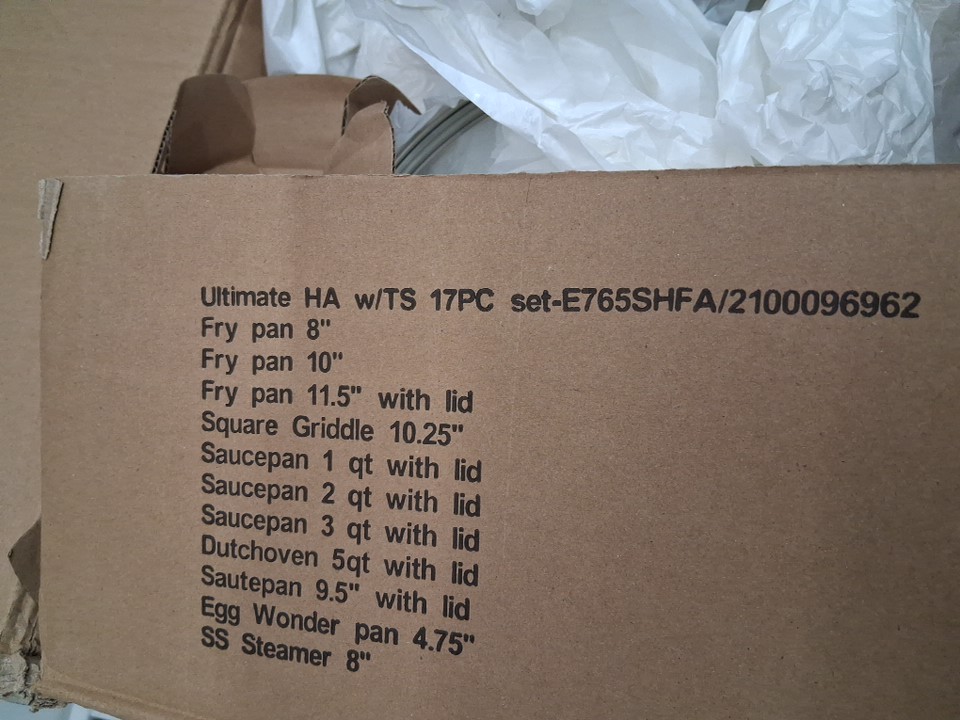 Ultimate HA w/TS 17PC set-E765SHFA/2100096962
Fry pan 8"
Fry pan 10"
Fry pan 11.5" with lid
Square Griddle 10.25"
Saucepan 1 qt with lid
Saucepan 2 qt with lid
Saucepan 3 qt with lid
Dutchoven 5qt with lid
Sautepan 9.5" with lid
Egg Wonder pan 4.75"
SS Steamer 8"